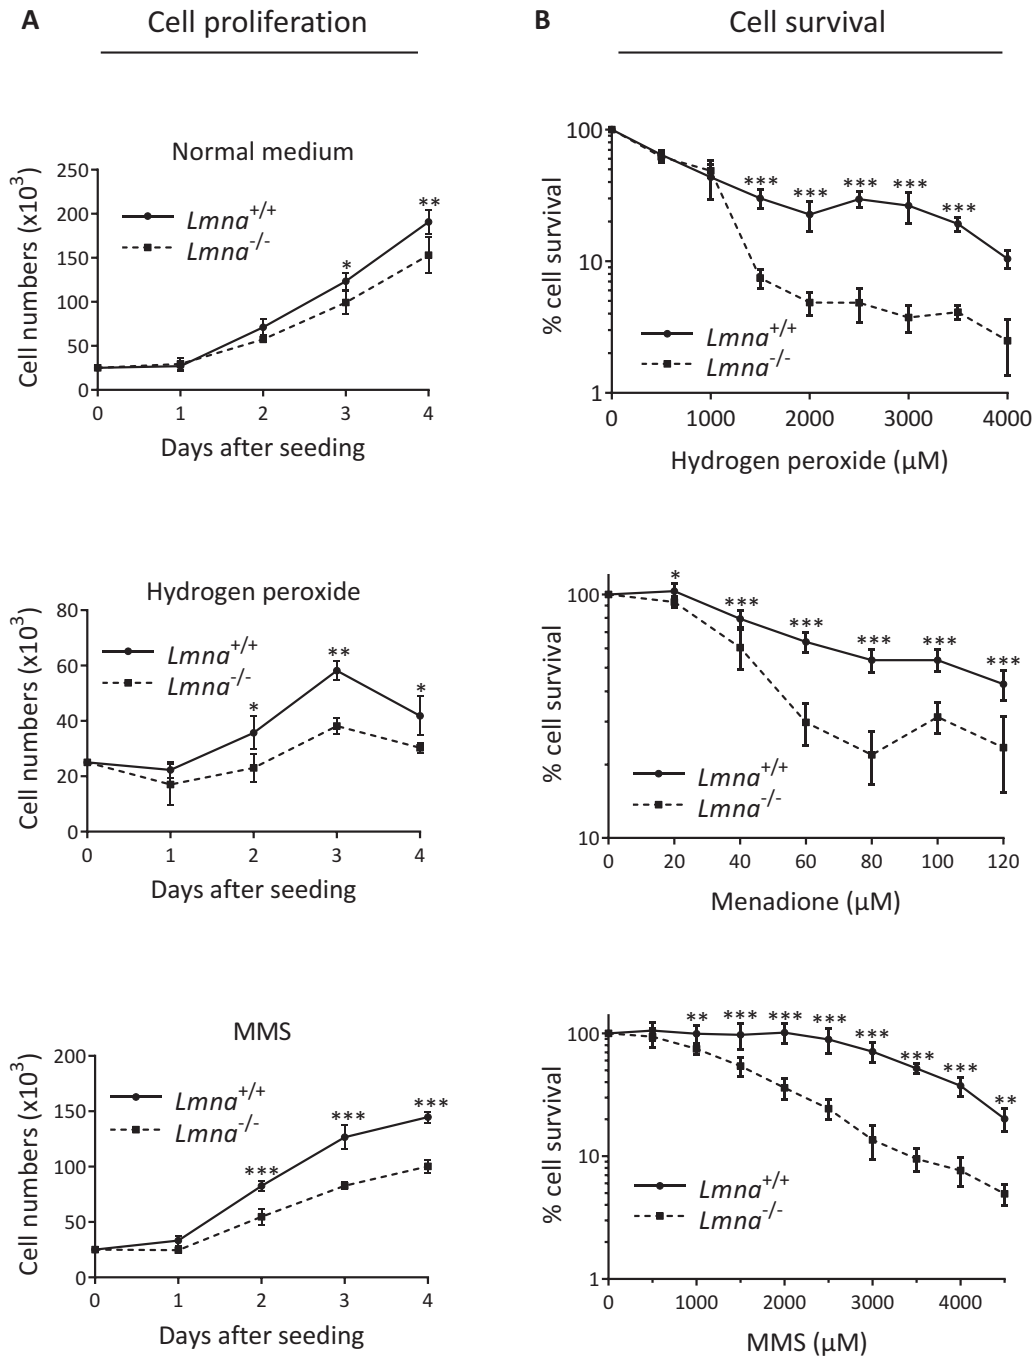 A Cell proliferation
Normal medium
Cell numbers (x10³)
250
200
150
100
50
0
Lmna+/+
Lmna-/-
*
**
0 1 2 3 4
Days after seeding
Hydrogen peroxide
Cell numbers (x10³)
80
60
40
20
0
Lmna+/+
Lmna-/-
*
**
*
0 1 2 3 4
Days after seeding
MMS
Cell numbers (x10³)
200
150
100
50
0
Lmna+/+
Lmna-/-
***
***
***
0 1 2 3 4
Days after seeding
B Cell survival
% cell survival
100
10
1
*** *** *** *** ***
Lmna+/+
Lmna-/-
0 1000 2000 3000 4000
Hydrogen peroxide (µM)
% cell survival
100
10
* *** *** *** *** ***
Lmna+/+
Lmna-/-
0 20 40 60 80 100 120
Menadione (µM)
% cell survival
100
10
1
** *** *** *** *** *** *** **
Lmna+/+
Lmna-/-
0 1000 2000 3000 4000
MMS (µM)